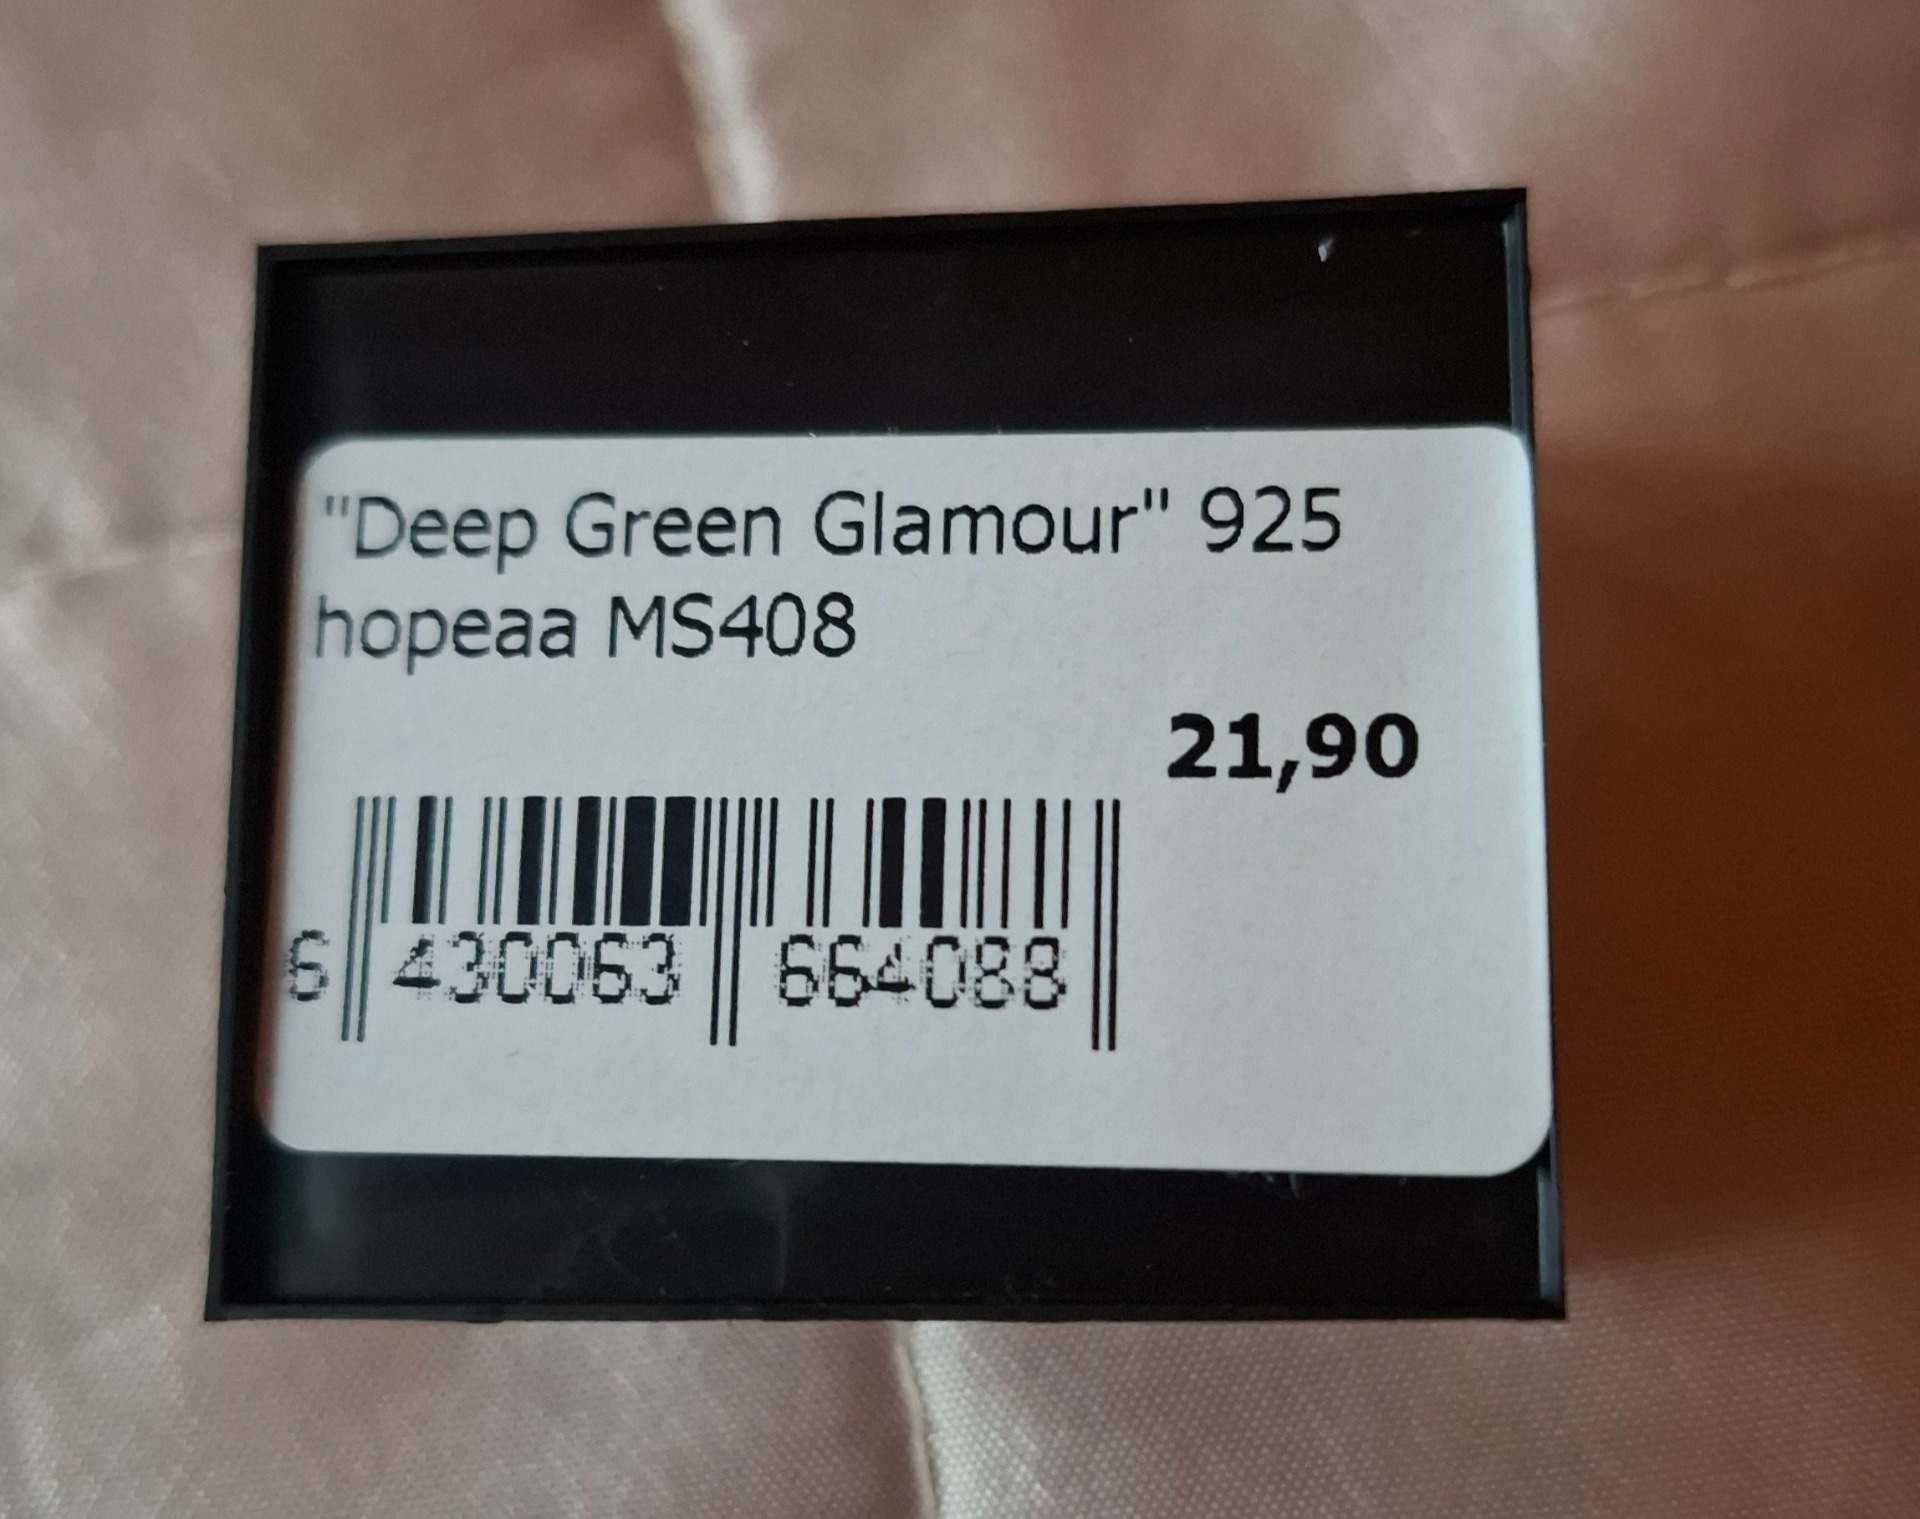 "Deep Green Glamour" 925
hopeaa MS408
21,90
6 430063 664088